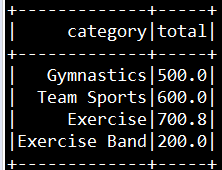 +-------------+-----+
|     category|total|
+-------------+-----+
|   Gymnastics|500.0|
|  Team Sports|600.0|
|     Exercise|700.8|
|Exercise Band|200.0|
+-------------+-----+